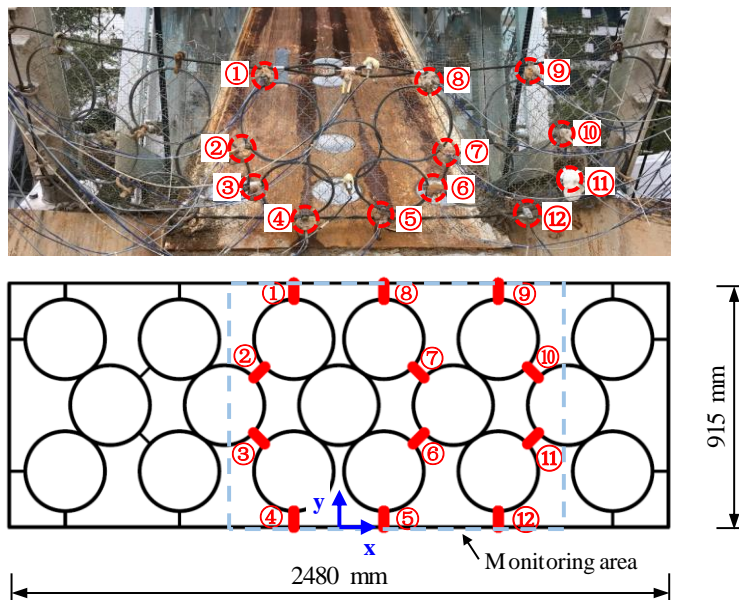 ① ⑧ ⑨
⑩
② ⑦
③ ⑥ ⑪
④ ⑤ ⑫
① ⑧ ⑨
② ⑦ ⑩
③ ⑥ ⑪
④ y ⑤ ⑫
x
Monitoring area
2480 mm
915 mm